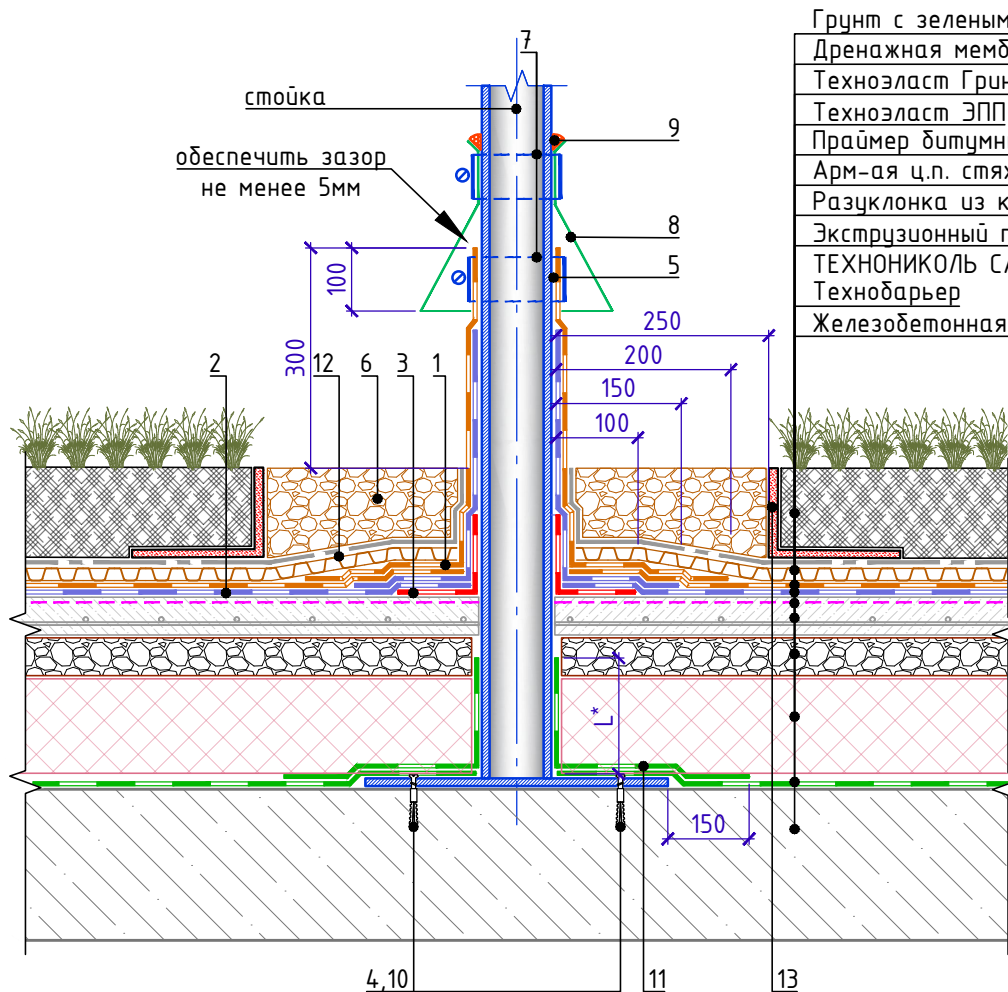 Грунт с зеленым
Дренажная мемб
Техноэласт Грин
Техноэласт ЭПП
Праймер битумн
Арм-ая ц.п. стяж
Разуклонка из к
Экструзионный п
ТЕХНОНИКОЛЬ CA
Технобарьер
Железобетонная
7
стойка
9
обеспечить зазор
не менее 5мм
8
5
100
300
250
200
150
100
2
12
6
3
1
L*
150
4,10
11
13